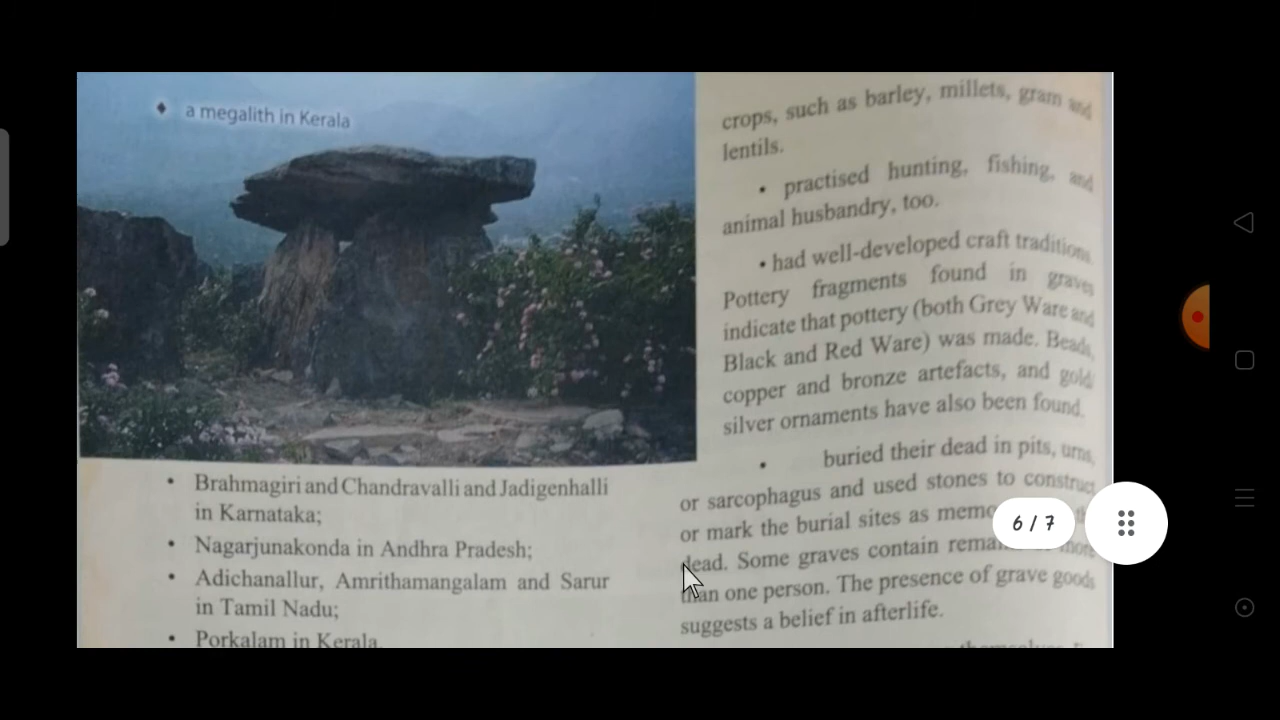 a megalith in Kerala
• Brahmagiri and Chandravalli and Jadigenhalli
in Karnataka;
• Nagarjunakonda in Andhra Pradesh;
• Adichanallur, Amrithamangalam and Sarur
in Tamil Nadu;
• Porkalam in Kerala.
crops, such as barley, millets, gram and
lentils.
• practised hunting, fishing, and
animal husbandry, too.
• had well-developed craft traditions
Pottery fragments found in graves
indicate that pottery (both Grey Ware and
Black and Red Ware) was made. Beads,
copper and bronze artefacts, and gold/
silver ornaments have also been found.
• buried their dead in pits, urns,
or sarcophagus and used stones to construct
or mark the burial sites as
dead. Some graves contain more
than one person. The presence of grave goods
suggests a belief in afterlife.
6 / 7